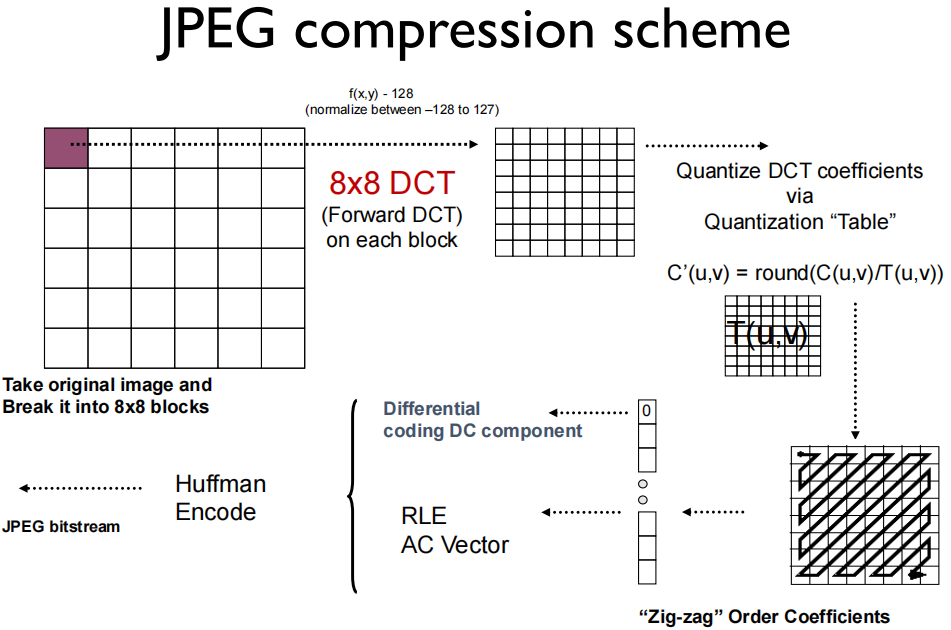 JPEG compression scheme
f(x,y) - 128
(normalize between –128 to 127)
8x8 DCT
(Forward DCT)
on each block
Quantize DCT coefficients
via
Quantization “Table”
C’(u,v) = round(C(u,v)/T(u,v))
T(u,v)
Take original image and
Break it into 8x8 blocks
Differential
coding DC component
0
Huffman
Encode
JPEG bitstream
RLE
AC Vector
“Zig-zag” Order Coefficients